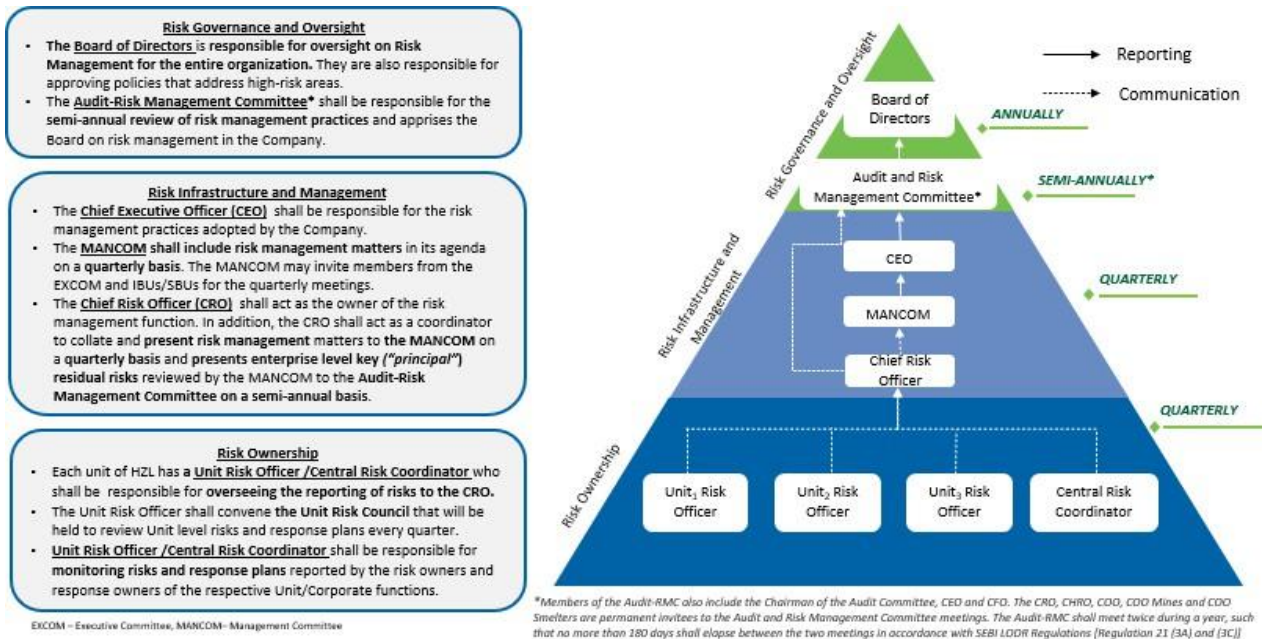 Risk Governance and Oversight
• The Board of Directors is responsible for oversight on Risk
Management for the entire organization. They are also responsible for
approving policies that address high-risk areas.
• The Audit-Risk Management Committee* shall be responsible for the
semi-annual review of risk management practices and apprises the
Board on risk management in the Company.
Risk Infrastructure and Management
• The Chief Executive Officer (CEO) shall be responsible for the risk
management practices adopted by the Company.
• The MANCOM shall include risk management matters in its agenda
on a quarterly basis. The MANCOM may invite members from the
EXCOM and IBUs/SBUs for the quarterly meetings.
• The Chief Risk Officer (CRO) shall act as the owner of the risk
management function. In addition, the CRO shall act as a coordinator
to collate and present risk management matters to the MANCOM on
a quarterly basis and presents enterprise level key ("principal")
residual risks reviewed by the MANCOM to the Audit-Risk
Management Committee on a semi-annual basis.
Risk Ownership
• Each unit of HZL has a Unit Risk Officer /Central Risk Coordinator who
shall be responsible for overseeing the reporting of risks to the CRO.
• The Unit Risk Officer shall convene the Unit Risk Council that will be
held to review Unit level risks and response plans every quarter.
• Unit Risk Officer /Central Risk Coordinator shall be responsible for
monitoring risks and response plans reported by the risk owners and
response owners of the respective Unit/Corporate functions.
EXCOM – Executive Committee, MANCOM– Management Committee
Reporting
Communication
Risk Governance and Oversight
Board of
Directors
ANNUALLY
Audit and Risk
Management Committee*
SEMI-ANNUALLY*
Risk Infrastructure and
Management
CEO
QUARTERLY
MANCOM
Chief Risk
Officer
QUARTERLY
Risk Ownership
Unit1 Risk
Officer
Unit2 Risk
Officer
Unit3 Risk
Officer
Central Risk
Coordinator
*Members of the Audit-RMC also include the Chairman of the Audit Committee, CEO and CFO. The CRO, CHRO, COO, CDO Mines and CDO
Smelters are permanent invitees to the Audit and Risk Management Committee meetings. The Audit-RMC shall meet twice during a year, such
that no more than 180 days shall elapse between the two meetings in accordance with SEBI LODR Regulations [Regulation 21 (3A) and (3C)]